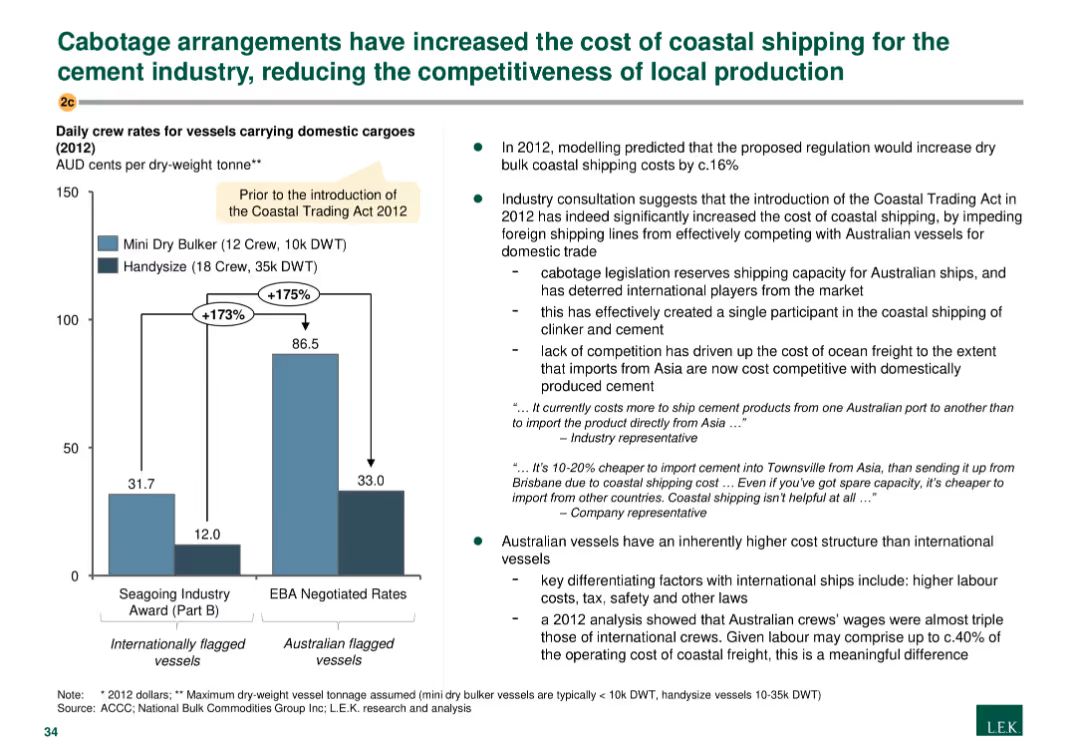 Cabotage arrangements have increased the cost of coastal shipping for the
cement industry, reducing the competitiveness of local production
2c
Daily crew rates for vessels carrying domestic cargoes
(2012)
AUD cents per dry-weight tonne**
150
100
50
0
Prior to the introduction of
the Coastal Trading Act 2012
Mini Dry Bulker (12 Crew, 10k DWT)
Handysize (18 Crew, 35k DWT)
+175%
+173%
86.5
31.7
33.0
12.0
Seagoing Industry
Award (Part B)
EBA Negotiated Rates
Internationally flagged
vessels
Australian flagged
vessels
In 2012, modelling predicted that the proposed regulation would increase dry
bulk coastal shipping costs by c.16%
Industry consultation suggests that the introduction of the Coastal Trading Act in
2012 has indeed significantly increased the cost of coastal shipping, by impeding
foreign shipping lines from effectively competing with Australian vessels for
domestic trade
- cabotage legislation reserves shipping capacity for Australian ships, and
has deterred international players from the market
- this has effectively created a single participant in the coastal shipping of
clinker and cement
- lack of competition has driven up the cost of ocean freight to the extent
that imports from Asia are now cost competitive with domestically
produced cement
“… It currently costs more to ship cement products from one Australian port to another than
to import the product directly from Asia …”
– Industry representative
“… It’s 10-20% cheaper to import cement into Townsville from Asia, than sending it up from
Brisbane due to coastal shipping cost … Even if you’ve got spare capacity, it’s cheaper to
import from other countries. Coastal shipping isn’t helpful at all …”
– Company representative
Australian vessels have an inherently higher cost structure than international
vessels
- key differentiating factors with international ships include: higher labour
costs, tax, safety and other laws
- a 2012 analysis showed that Australian crews’ wages were almost triple
those of international crews. Given labour may comprise up to c.40% of
the operating cost of coastal freight, this is a meaningful difference
Note: * 2012 dollars; ** Maximum dry-weight vessel tonnage assumed (mini dry bulker vessels are typically < 10k DWT, handysize vessels 10-35k DWT)
Source: ACCC; National Bulk Commodities Group Inc; L.E.K. research and analysis
34
L.E.K.